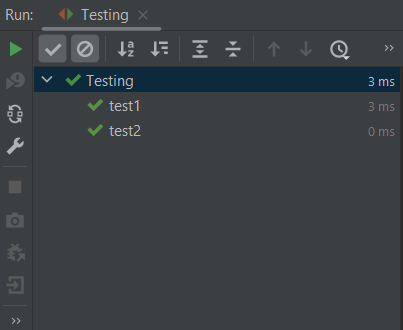 Run: Testing
Testing 3 ms
test1 3 ms
test2 0 ms